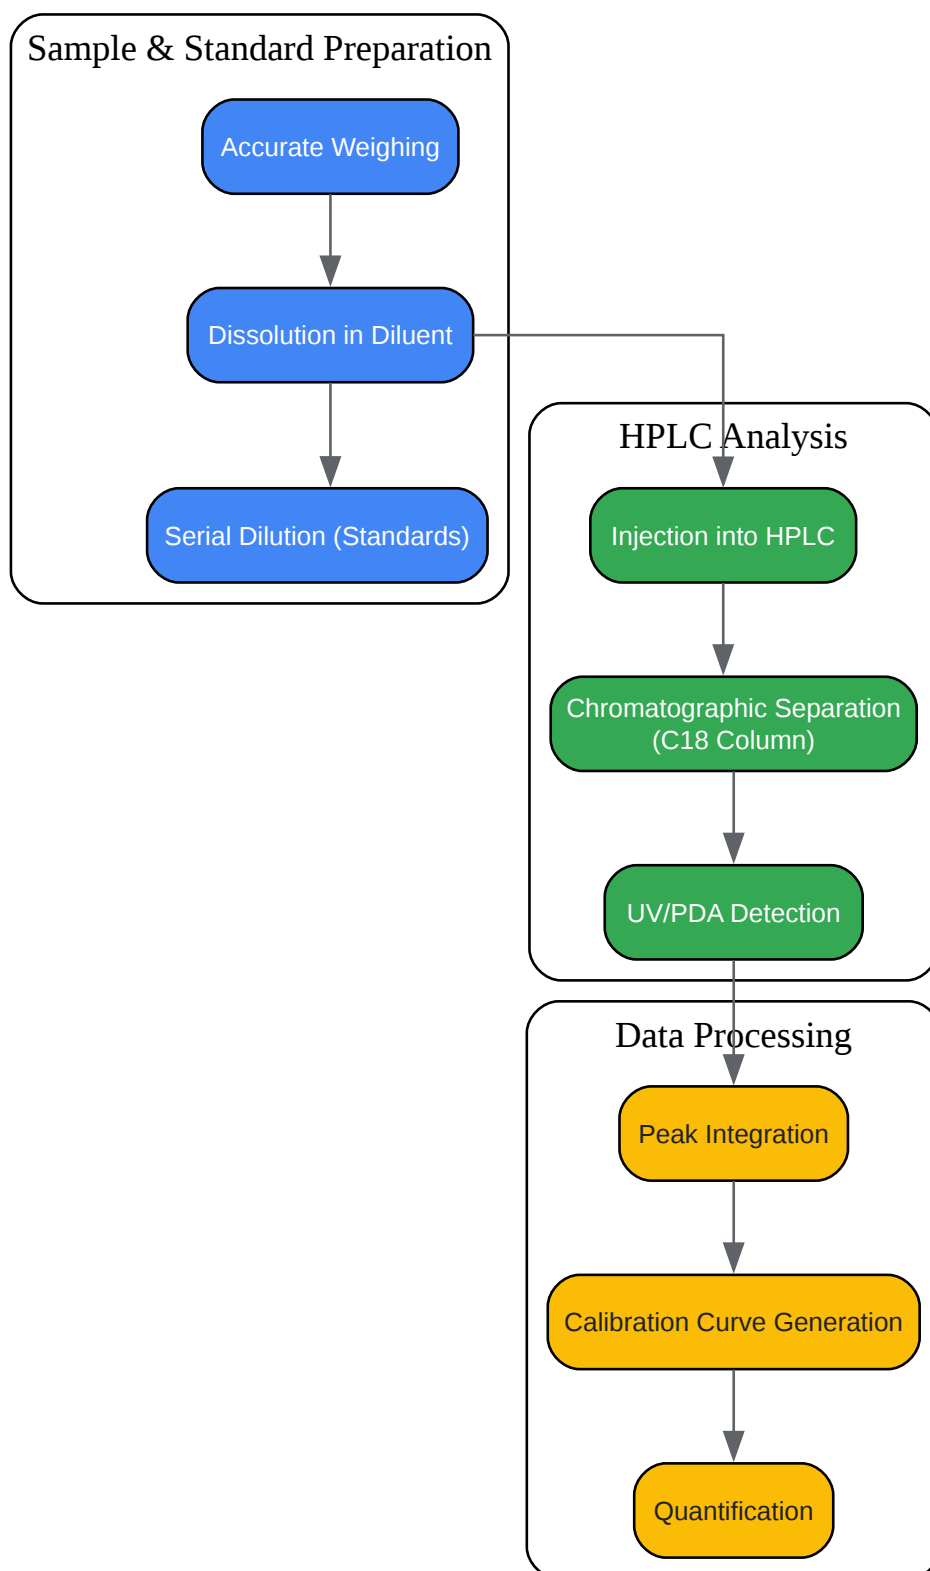 Sample & Standard Preparation
Accurate Weighing
Dissolution in Diluent
Serial Dilution (Standards)
HPLC Analysis
Injection into HPLC
Chromatographic Separation
(C18 Column)
UV/PDA Detection
Data Processing
Peak Integration
Calibration Curve Generation
Quantification